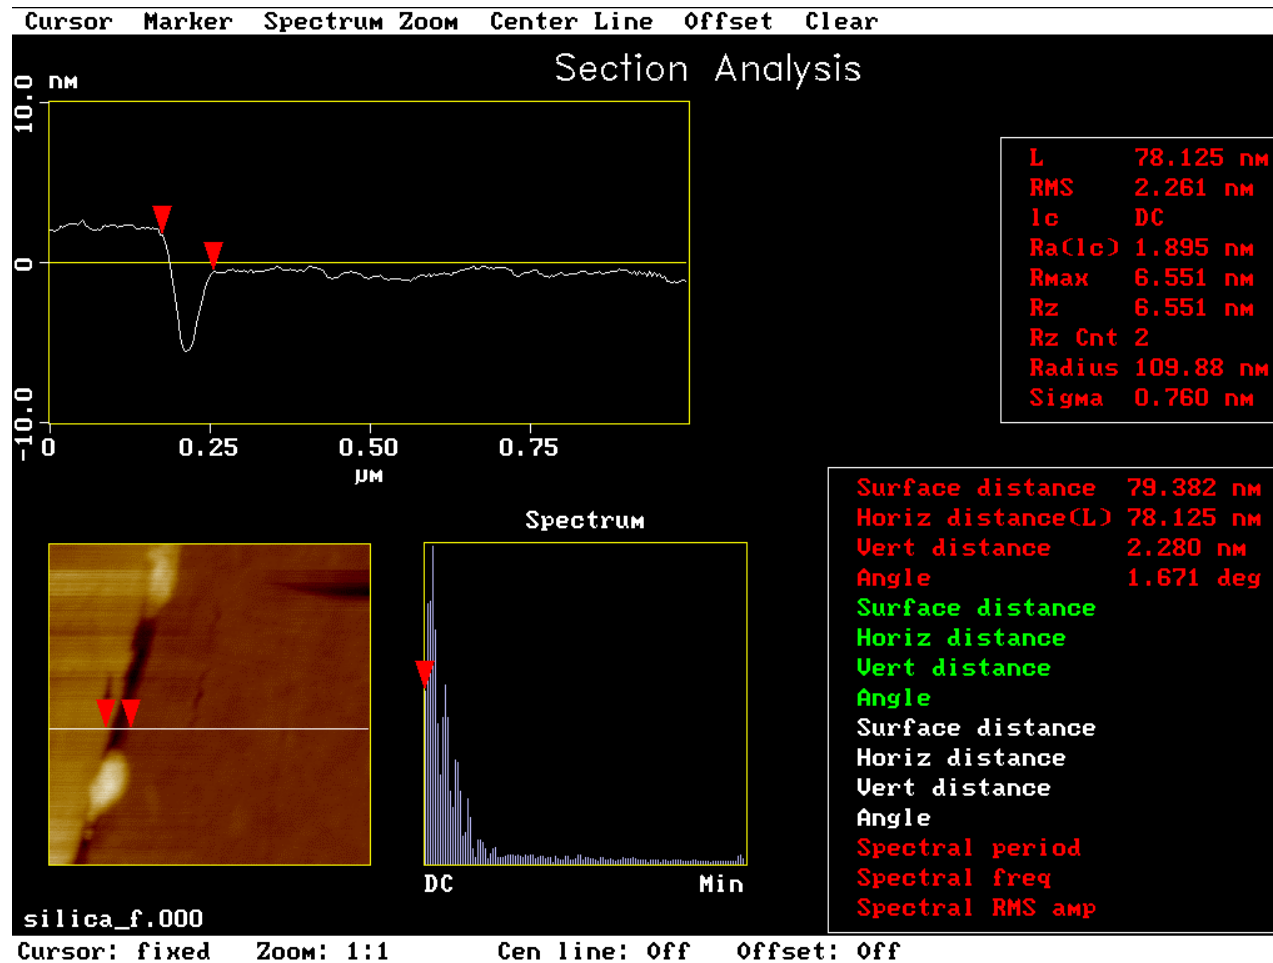 Cursor Marker Spectrum Zoom Center Line Offset Clear
Section Analysis
10.0 nm
0
-10.0
0 0.25 0.50 0.75
µm
L 78.125 nm
RMS 2.261 nm
lc DC
Ra(lc) 1.895 nm
Rmax 6.551 nm
Rz 6.551 nm
Rz Cnt 2
Radius 109.88 nm
Sigma 0.760 nm
Surface distance 79.382 nm
Horiz distance(L) 78.125 nm
Vert distance 2.280 nm
Angle 1.671 deg
Surface distance
Horiz distance
Vert distance
Angle
Surface distance
Horiz distance
Vert distance
Angle
Spectral period
Spectral freq
Spectral RMS amp
Spectrum
DC Min
silica_f.000
Cursor: fixed Zoom: 1:1 Cen line: Off Offset: Off